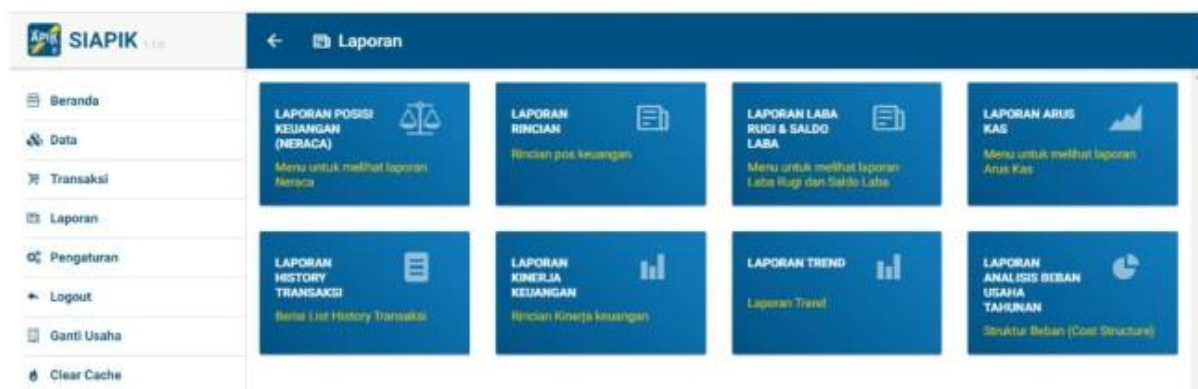 SIAPIK
Laporan
Beranda
Data
Transaksi
Laporan
Pengaturan
Logout
Ganti Usaha
Clear Cache
LAPORAN POSISI
KEUANGAN
(NERACA)
Menu untuk melihat laporan
Neraca
LAPORAN
RINCIAN
Rincian pos keuangan
LAPORAN LABA
RUGI & SALDO
LABA
Menu untuk melihat laporan
Laba Rugi dan Saldo Laba
LAPORAN ARUS
KAS
Menu untuk melihat laporan
Arus Kas
LAPORAN
HISTORY
TRANSAKSI
Berisi List History Transaksi
LAPORAN
KINERJA
KEUANGAN
Rincian Kinerja keuangan
LAPORAN TREND
Laporan Trend
LAPORAN
ANALISIS BEBAN
USAHA
TAHUNAN
Struktur Beban (Cost Structure)